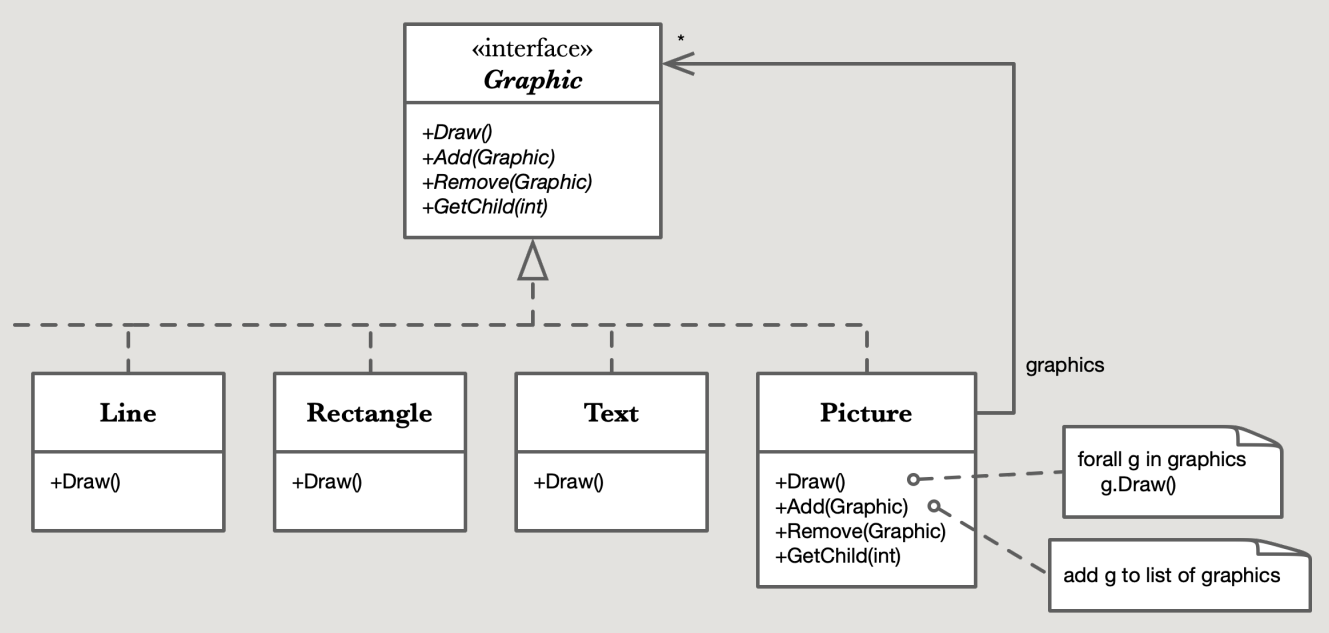 «interface»
Graphic
*
+Draw()
+Add(Graphic)
+Remove(Graphic)
+GetChild(int)
graphics
Line
+Draw()
Rectangle
+Draw()
Text
+Draw()
Picture
+Draw()
+Add(Graphic)
+Remove(Graphic)
+GetChild(int)
forall g in graphics
g.Draw()
add g to list of graphics